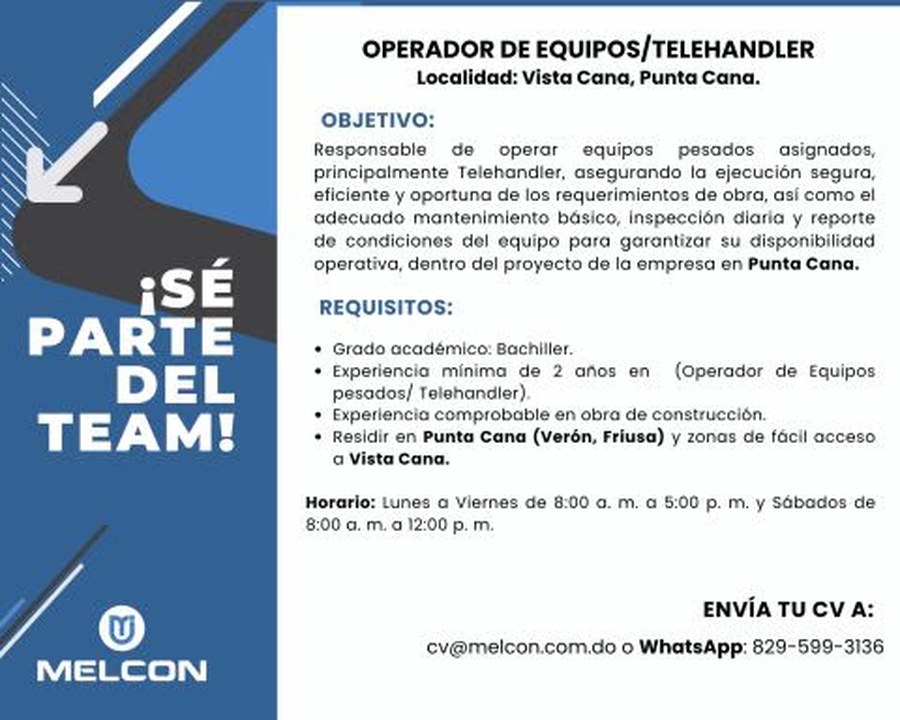 OPERADOR DE EQUIPOS/TELEHANDLER
Localidad: Vista Cana, Punta Cana.
OBJETIVO:
Responsable de operar equipos pesados asignados,
principalmente Telehandler, asegurando la ejecución segura,
eficiente y oportuna de los requerimientos de obra, así como el
adecuado mantenimiento básico, inspección diaria y reporte
de condiciones del equipo para garantizar su disponibilidad
operativa, dentro del proyecto de la empresa en Punta Cana.
REQUISITOS:
• Grado académico: Bachiller.
• Experiencia mínima de 2 años en (Operador de Equipos
pesados/ Telehandler).
• Experiencia comprobable en obra de construcción.
• Residir en Punta Cana (Verón, Friusa) y zonas de fácil acceso
a Vista Cana.
Horario: Lunes a Viernes de 8:00 a. m. a 5:00 p. m. y Sábados de
8:00 a. m. a 12:00 p. m.
ENVÍA TU CV A:
cv@melcon.com.do o WhatsApp: 829-599-3136
¡SÉ
PARTE
DEL
TEAM!
MELCON